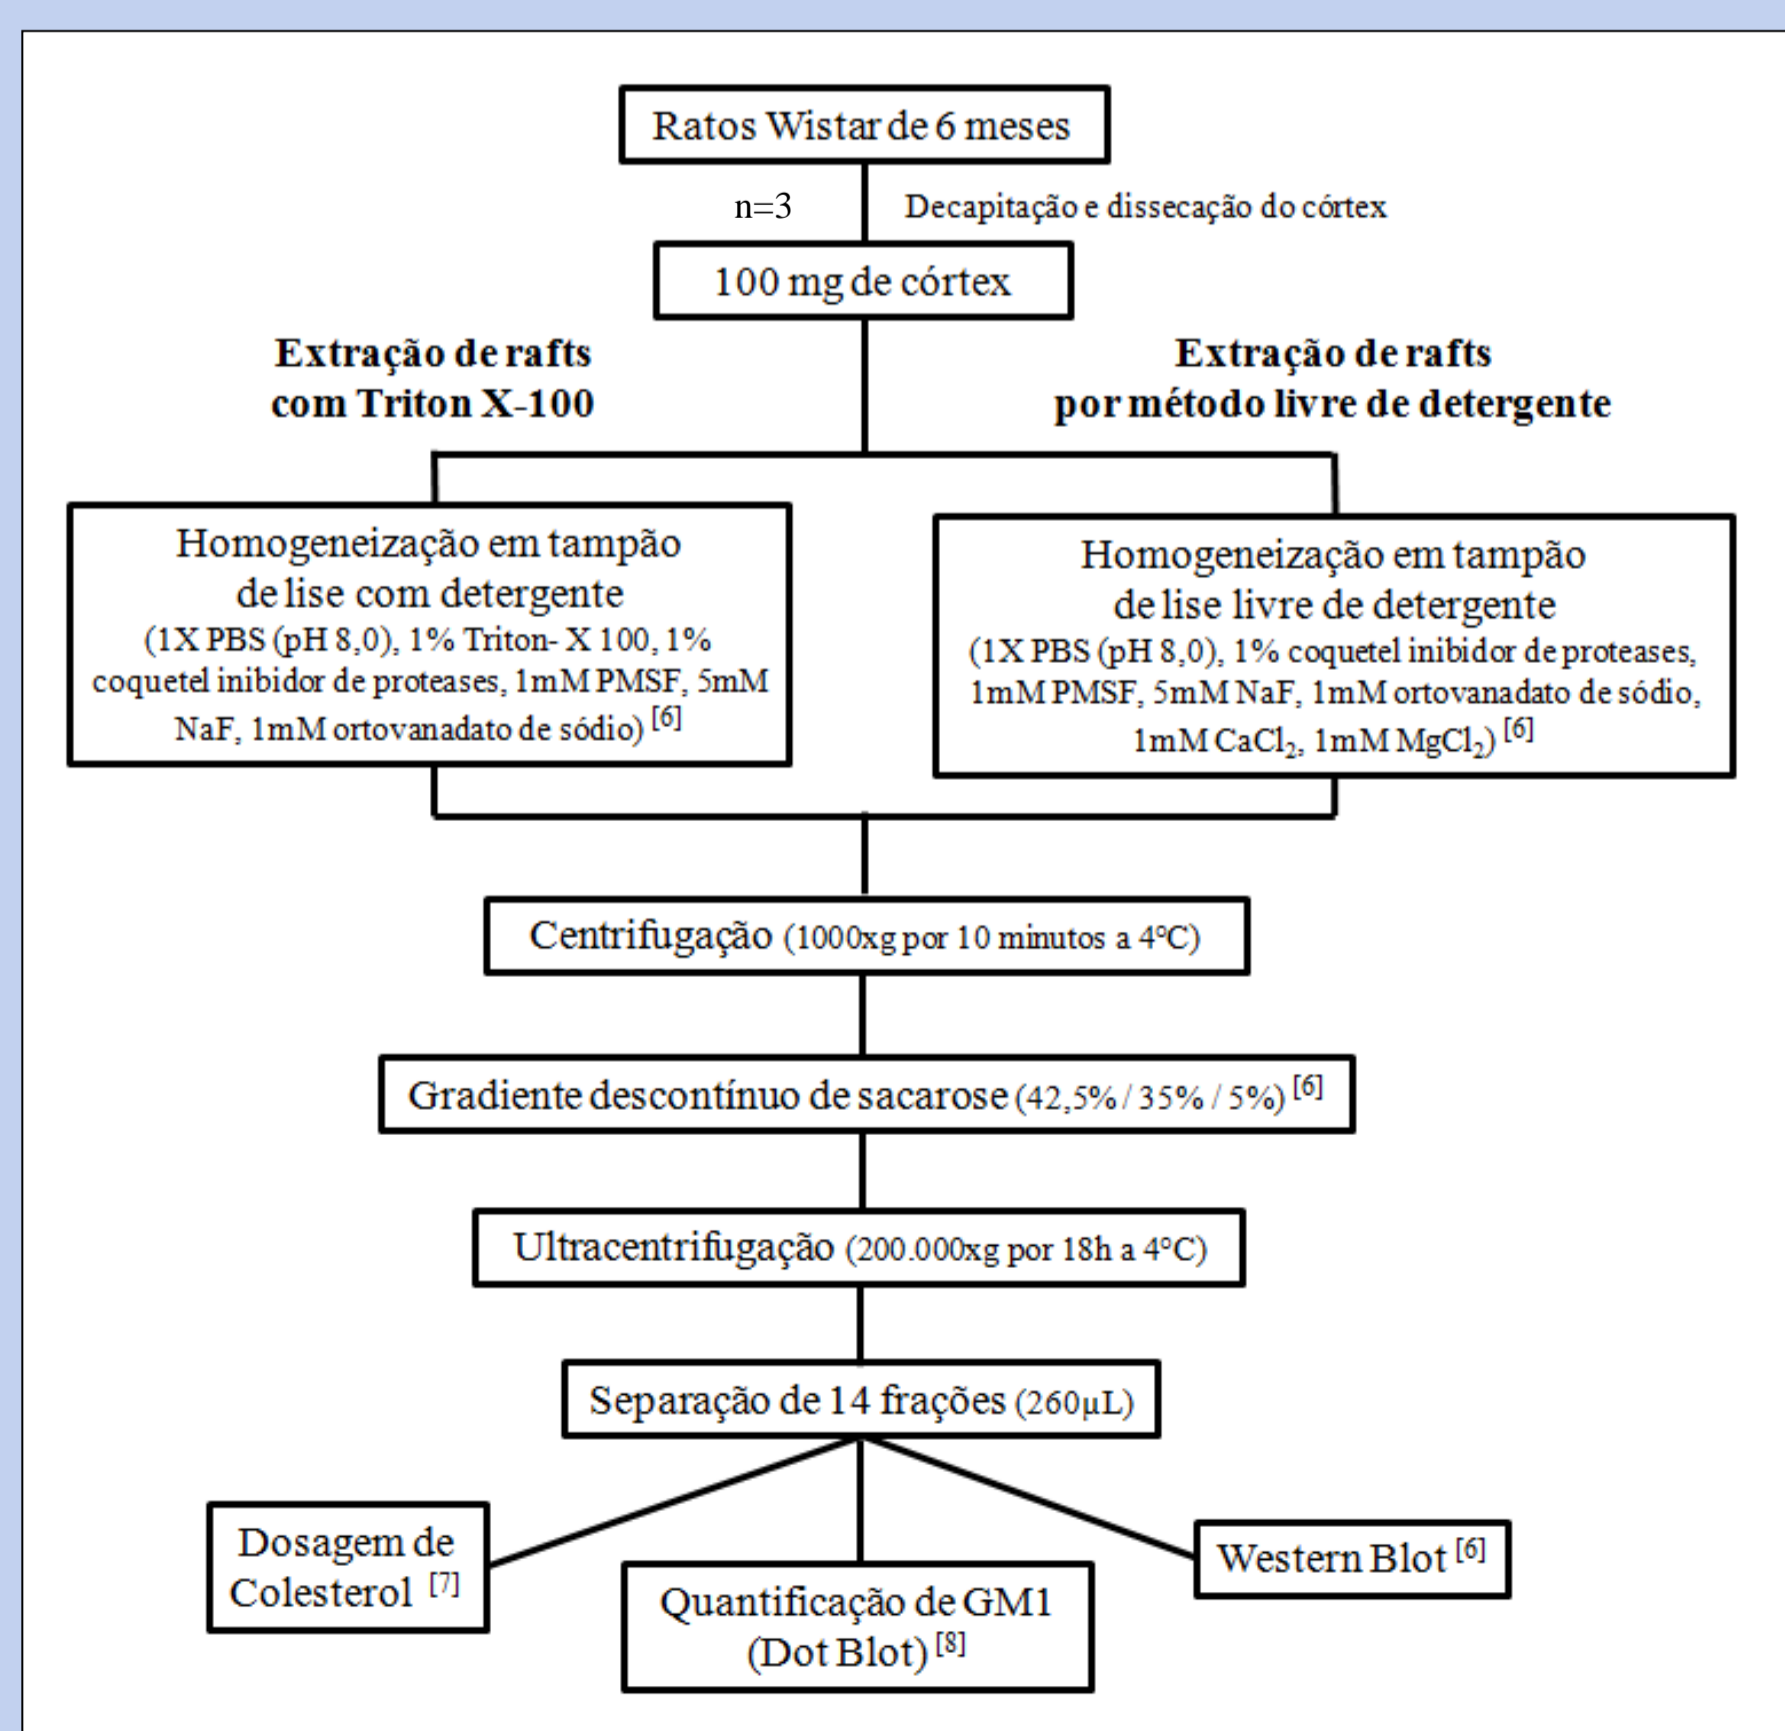 Ratos Wistar de 6 meses
n=3
Decapitação e dissecação do córtex
100 mg de córtex
Extração de rafts
com Triton X-100
Extração de rafts
por método livre de detergente
Homogeneização em tampão
de lise com detergente
(1X PBS (pH 8,0), 1% Triton- X 100, 1%
coquetel inibidor de proteases, 1mM PMSF, 5mM
NaF, 1mM ortovanadato de sódio) [6]
Homogeneização em tampão
de lise livre de detergente
(1X PBS (pH 8,0), 1% coquetel inibidor de proteases,
1mM PMSF, 5mM NaF, 1mM ortovanadato de sódio,
1mM CaCl₂, 1mM MgCl₂) [6]
Centrifugação (1000xg por 10 minutos a 4ºC)
Gradiente descontínuo de sacarose (42,5% / 35% / 5%) [6]
Ultracentrifugação (200.000xg por 18h a 4°C)
Separação de 14 frações (260µL)
Dosagem de
Colesterol [7]
Quantificação de GM1
(Dot Blot) [8]
Western Blot [6]